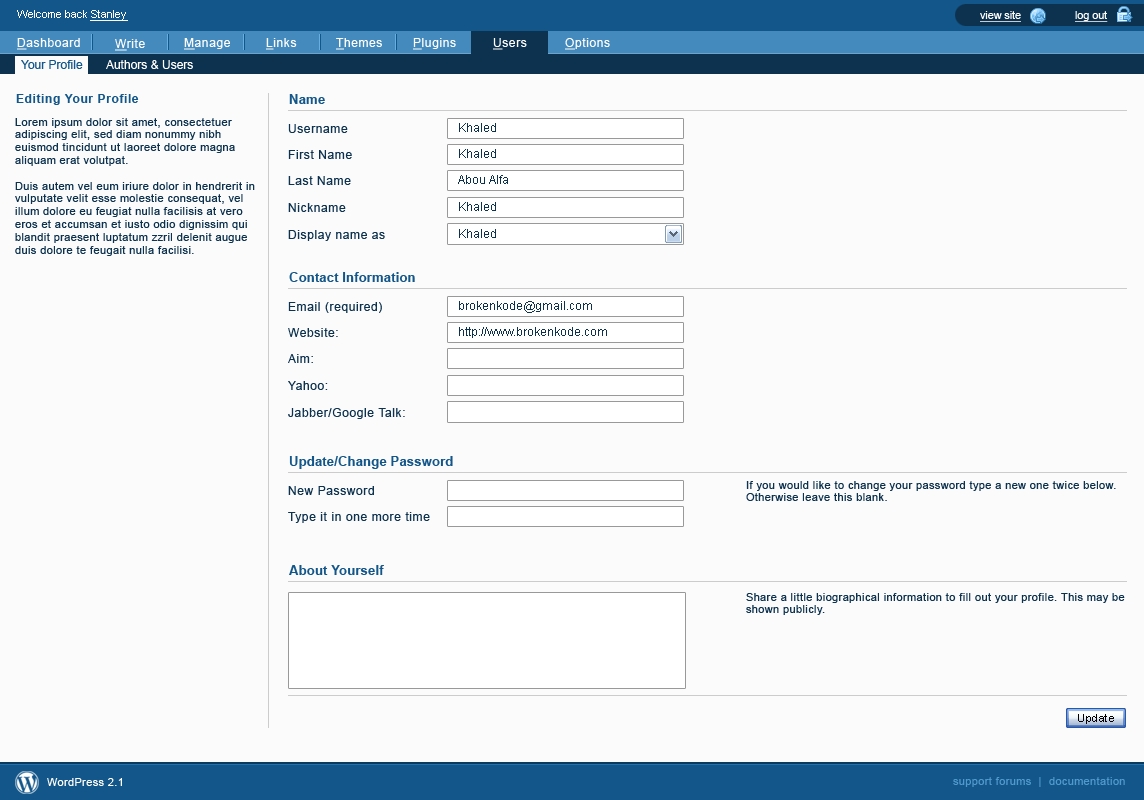 Welcome back Stanley
view site
log out
Dashboard
Write
Manage
Links
Themes
Plugins
Users
Options
Your Profile
Authors & Users
Editing Your Profile
Lorem ipsum dolor sit amet, consectetuer
adipiscing elit, sed diam nonummy nibh
euismod tincidunt ut laoreet dolore magna
aliquam erat volutpat.
Duis autem vel eum iriure dolor in hendrerit in
vulputate velit esse molestie consequat, vel
illum dolore eu feugiat nulla facilisis at vero
eros et accumsan et iusto odio dignissim qui
blandit praesent luptatum zzril delenit augue
duis dolore te feugait nulla facilisi.
Name
Username Khaled
First Name Khaled
Last Name Abou Alfa
Nickname Khaled
Display name as Khaled
Contact Information
Email (required) brokenkode@gmail.com
Website: http://www.brokenkode.com
Aim:
Yahoo:
Jabber/Google Talk:
Update/Change Password
New Password
Type it in one more time
If you would like to change your password type a new one twice below.
Otherwise leave this blank.
About Yourself
Share a little biographical information to fill out your profile. This may be
shown publicly.
Update
WordPress 2.1
support forums | documentation